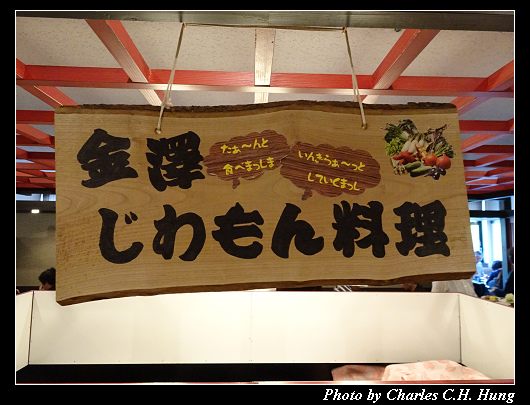 金澤
たぁ〜んと
食べまっしま
いんぎらぁ〜っと
していくまっし
じわもん料理
Photo by Charles C.H. Hung